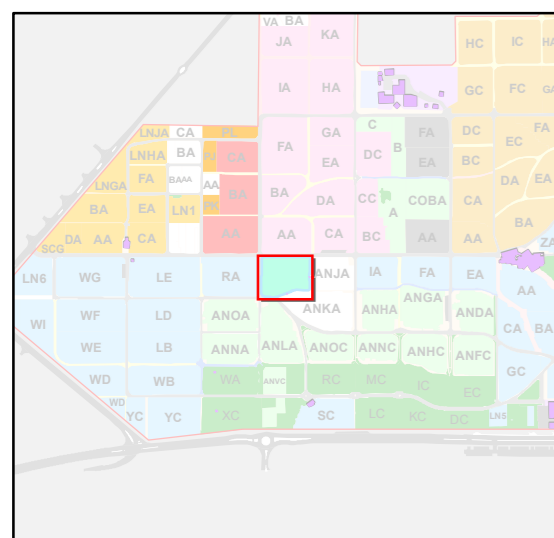 VA BA
JA KA
HC IC HA
IA HA
GC FC GA
LNJA CA PL
C FA
DC FA
LNHA BA PJ CA
FA GA
DC B
EC
EA EA
BC
LNGA FA BAAA AA BA
DA EA
BA EA LN1 PK
BA DA
CC A COBA
CA
SCG DA AA CA AA
AA CA BC AA AA BA
ZA
LN6 WG LE RA ANJA IA FA EA AA
WI WF LD ANOA ANKA ANHA ANGA ANDA CA BA
WE LB ANNA ANLA ANOC ANNC ANHC ANFC
WD WB WA ANVC RC MC IC EC GC
WD YC YC XC SC LC KC DC LN5